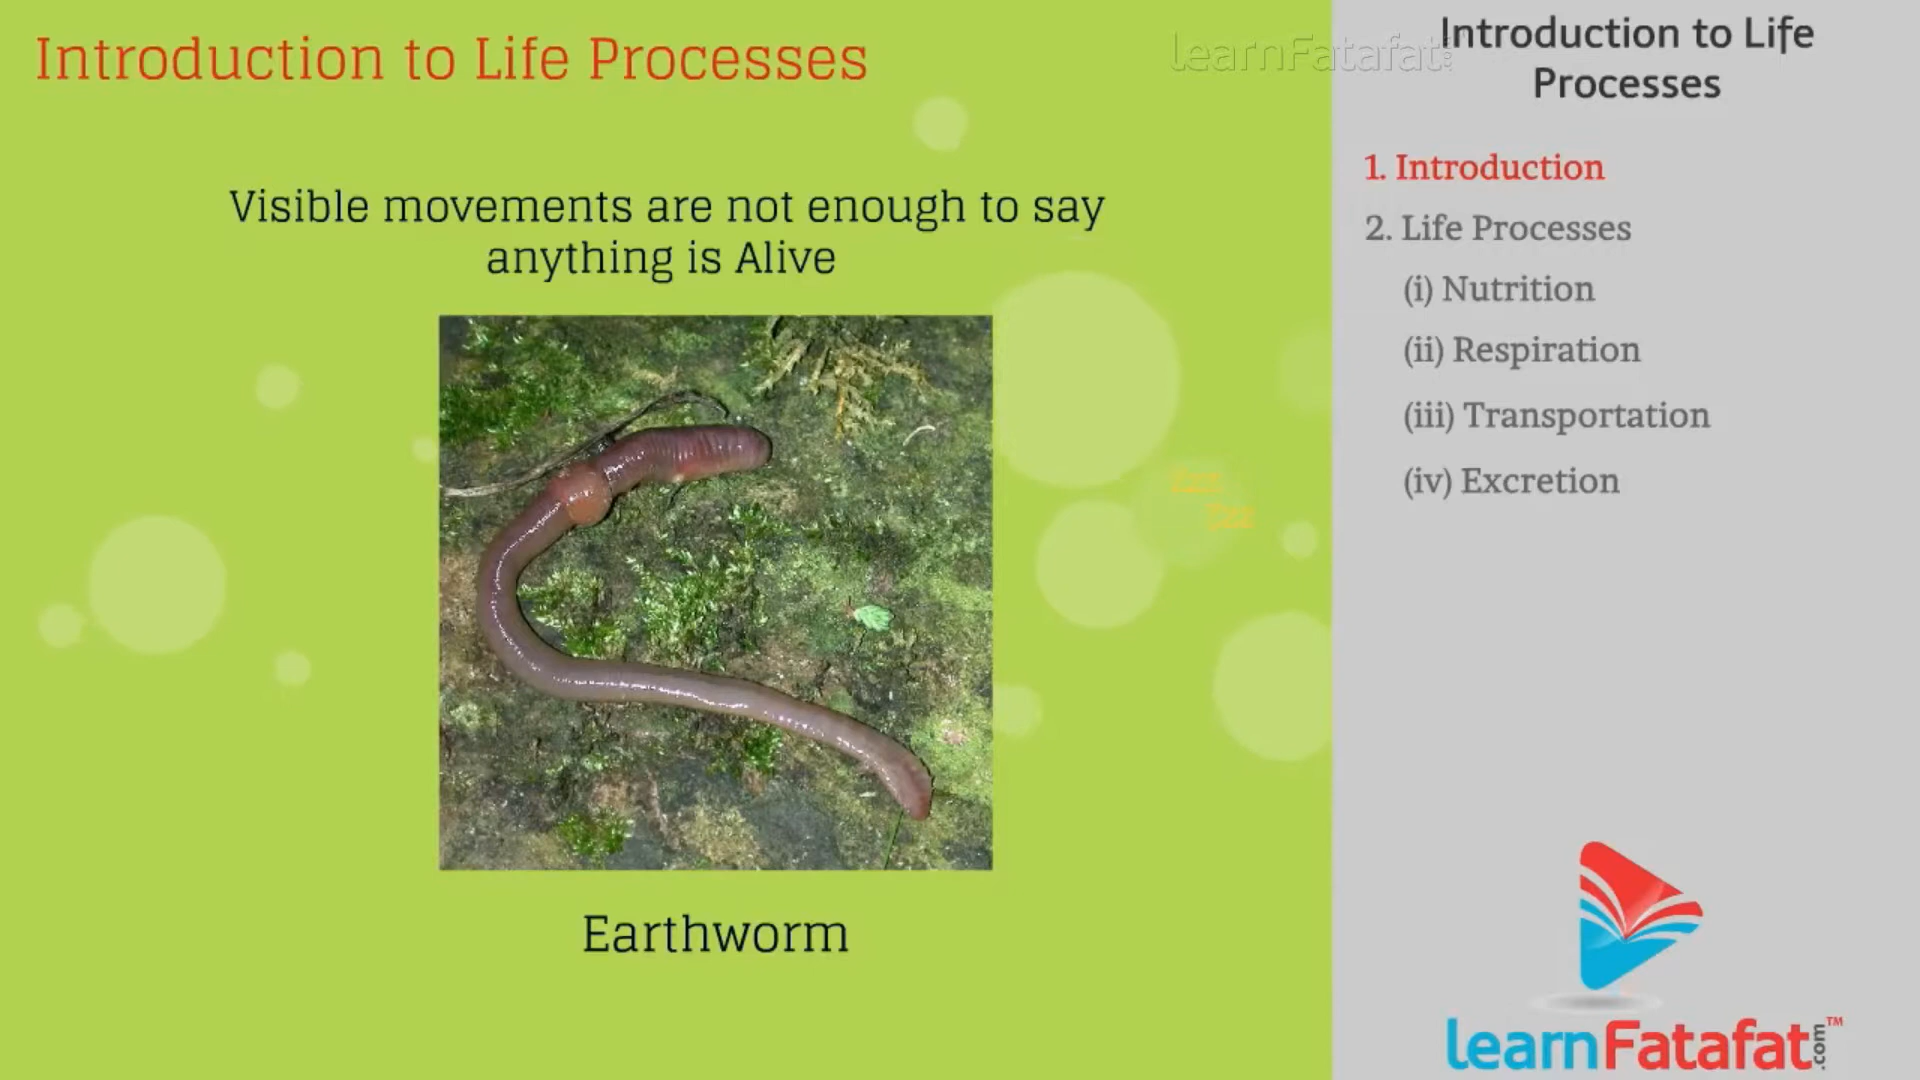 Introduction to Life Processes
Visible movements are not enough to say
anything is Alive
Earthworm
learnFatafat
Introduction to Life
Processes
1. Introduction
2. Life Processes
(i) Nutrition
(ii) Respiration
(iii) Transportation
(iv) Excretion
learnFatafat.com™